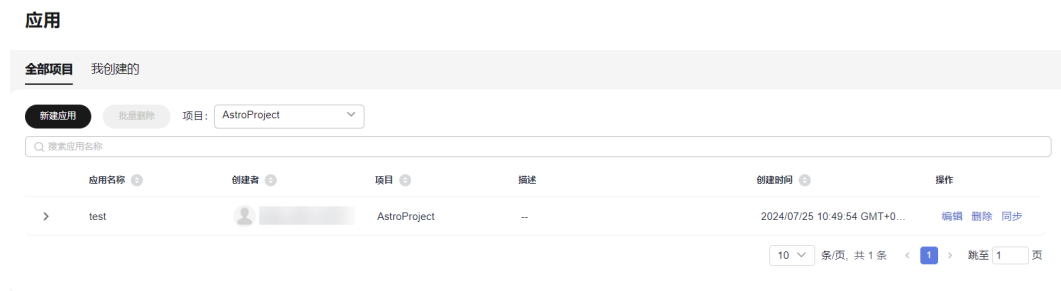 应用
全部项目 我创建的
新建应用 批量删除 项目： AstroProject
搜索应用名称
应用名称 创建者 项目 描述 创建时间 操作
test AstroProject -- 2024/07/25 10:49:54 GMT+0... 编辑 删除 同步
10 条/页, 共 1 条 < 1 > 跳至 1 页